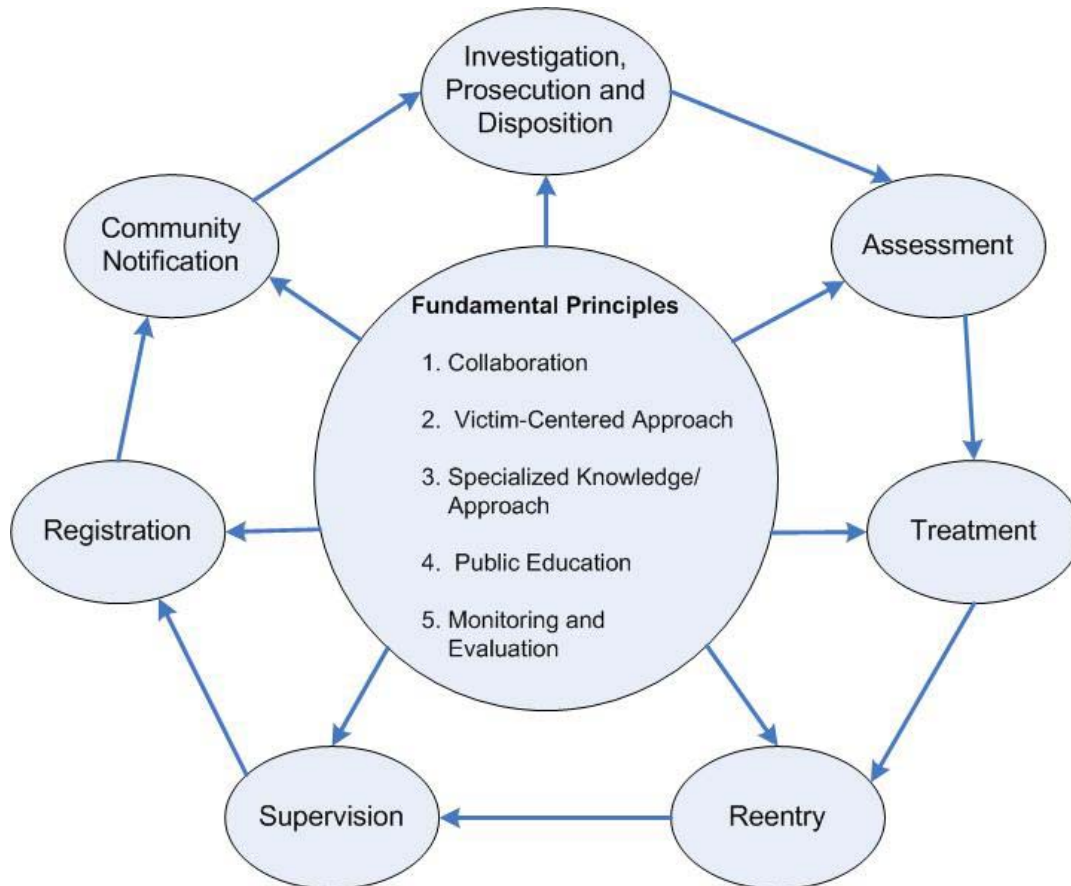 Investigation,
Prosecution and
Disposition
Community
Notification
Assessment
Fundamental Principles
1. Collaboration
2. Victim-Centered Approach
3. Specialized Knowledge/
Approach
4. Public Education
5. Monitoring and
Evaluation
Registration
Treatment
Supervision
Reentry